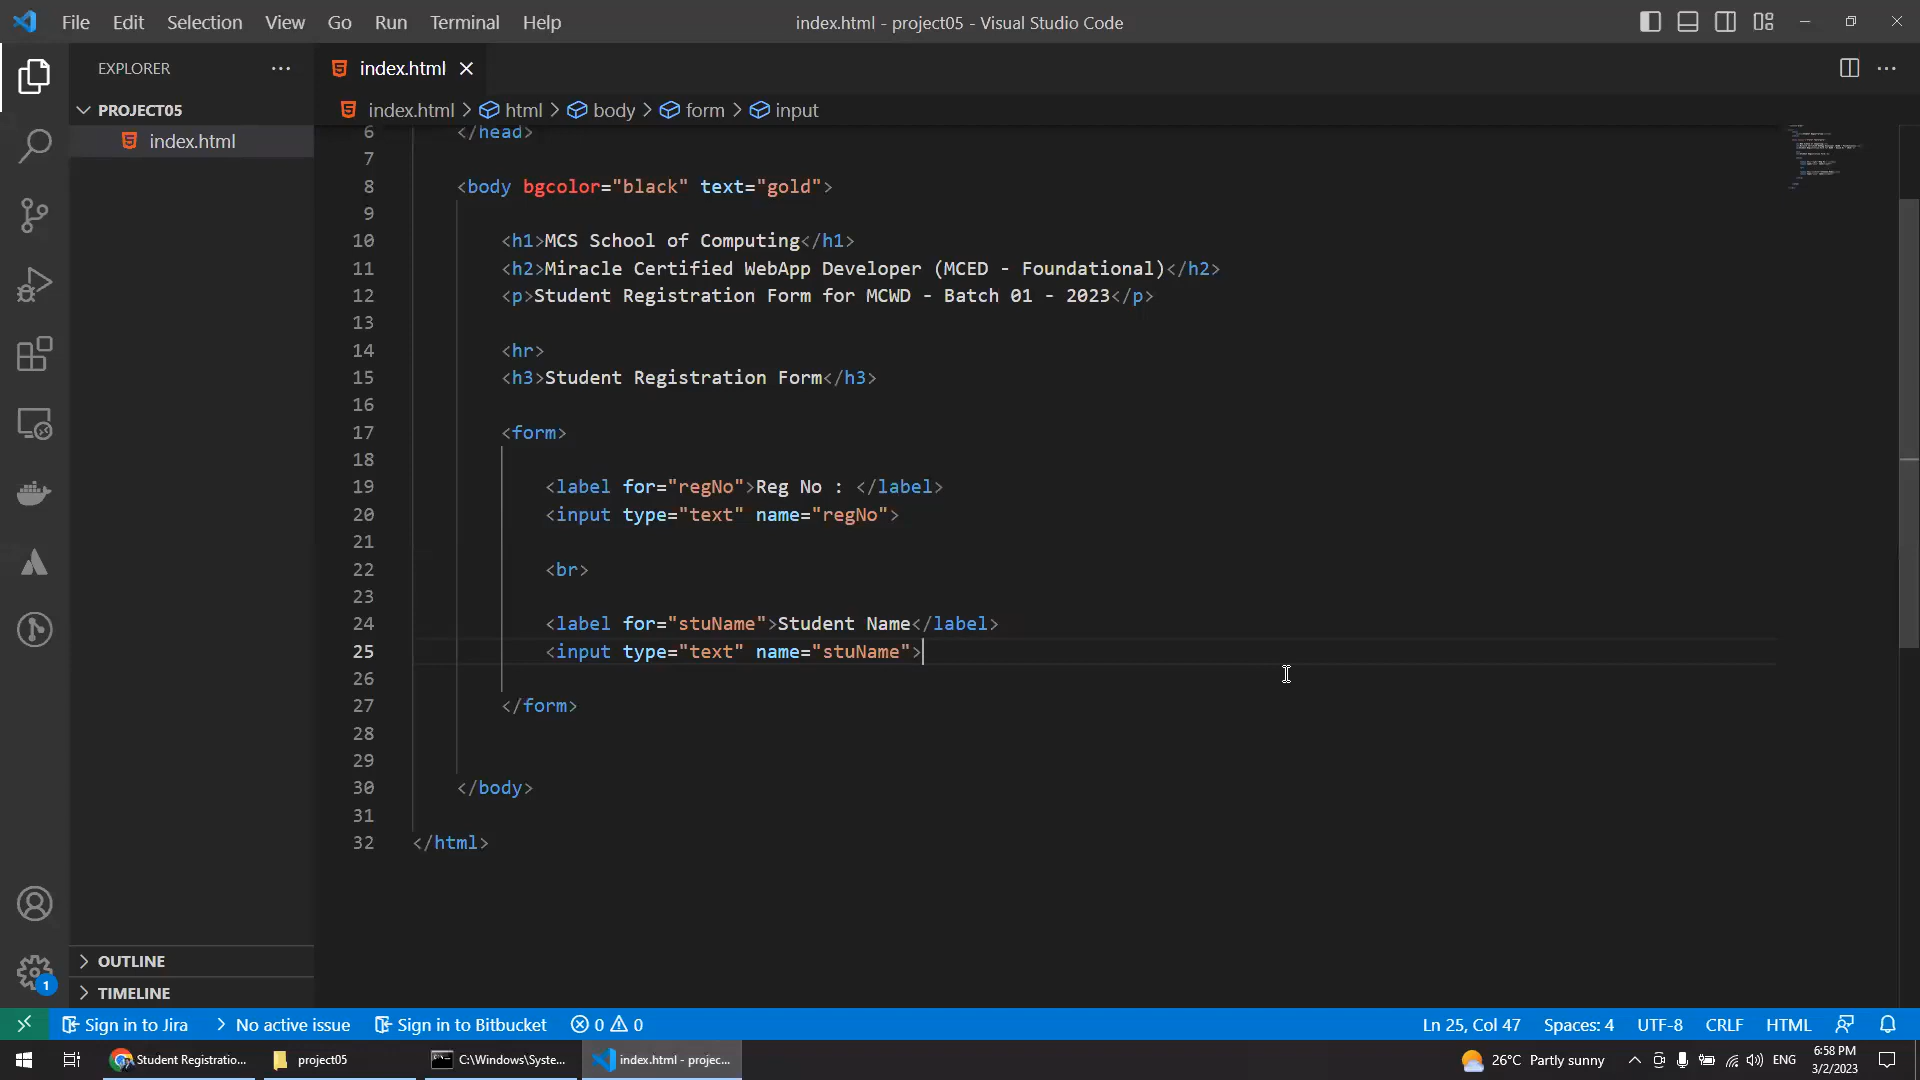 File Edit Selection View Go Run Terminal Help
index.html - project05 - Visual Studio Code
EXPLORER
PROJECT05
index.html
index.html
index.html > html > body > form > input
6 </head>
7
8 <body bgcolor="black" text="gold">
9
10 <h1>MCS School of Computing</h1>
11 <h2>Miracle Certified WebApp Developer (MCED - Foundational)</h2>
12 <p>Student Registration Form for MCWD - Batch 01 - 2023</p>
13
14 <hr>
15 <h3>Student Registration Form</h3>
16
17 <form>
18
19 <label for="regNo">Reg No : </label>
20 <input type="text" name="regNo">
21
22 <br>
23
24 <label for="stuName">Student Name</label>
25 <input type="text" name="stuName">
26
27 </form>
28
29
30 </body>
31
32 </html>
OUTLINE
TIMELINE
1
Sign in to Jira No active issue Sign in to Bitbucket 0 0 Ln 25, Col 47 Spaces: 4 UTF-8 CRLF HTML
Student Registratio... project05 C:\Windows\Syste... index.html - projec... 26°C Partly sunny ENG 6:58 PM
3/2/2023